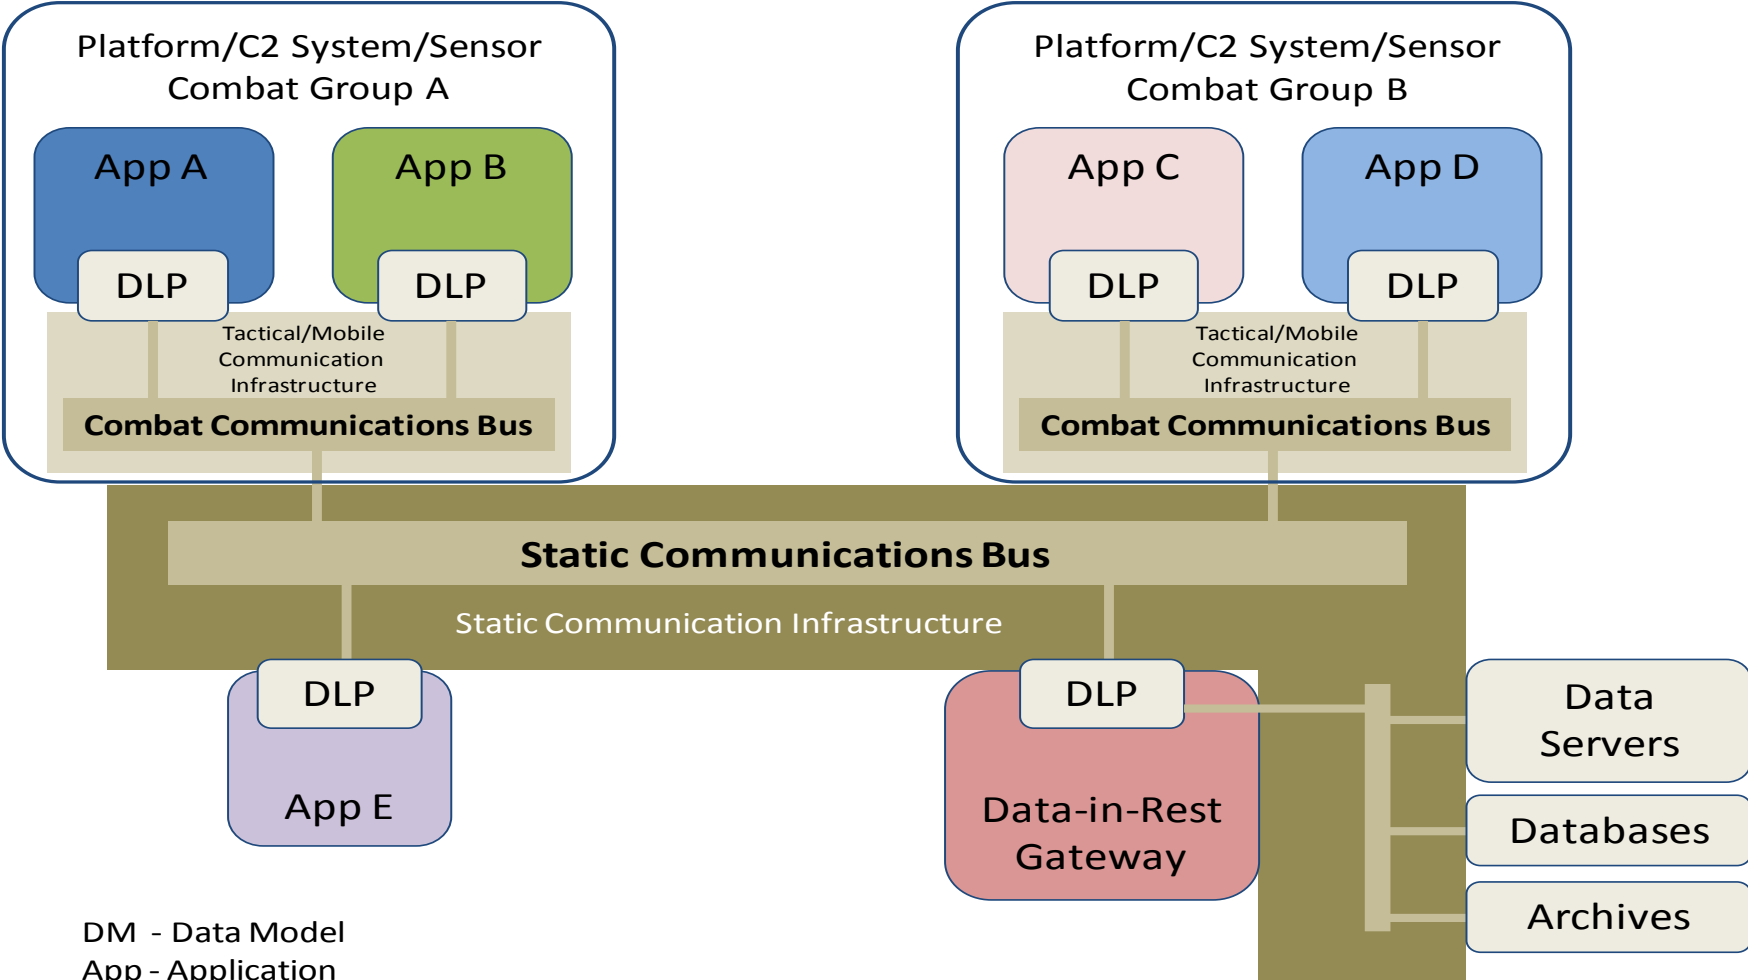 Platform/C2 System/Sensor
Combat Group A
App A
App B
DLP
DLP
Tactical/Mobile
Communication
Infrastructure
Combat Communications Bus
Platform/C2 System/Sensor
Combat Group B
App C
App D
DLP
DLP
Tactical/Mobile
Communication
Infrastructure
Combat Communications Bus
Static Communications Bus
Static Communication Infrastructure
DLP
App E
DLP
Data-in-Rest
Gateway
Data
Servers
Databases
Archives
DM - Data Model
App - Application